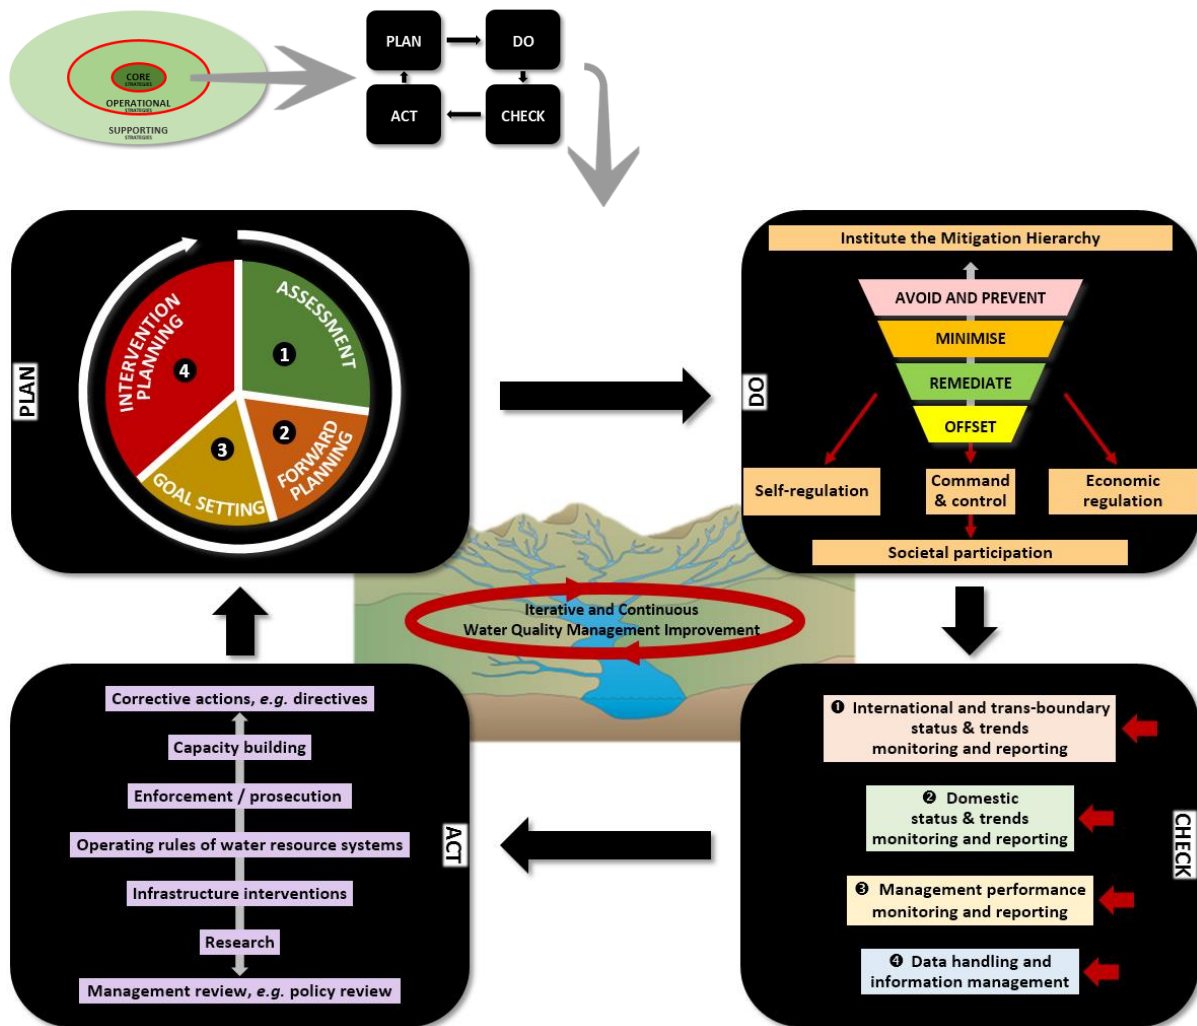 CORE
STRATEGIES
OPERATIONAL
STRATEGIES
SUPPORTING
STRATEGIES
PLAN
DO
ACT
CHECK
PLAN
ASSESSMENT
1
FORWARD
PLANNING
2
GOAL SETTING
3
INTERVENTION
PLANNING
4
DO
Institute the Mitigation Hierarchy
AVOID AND PREVENT
MINIMISE
REMEDIATE
OFFSET
Self-regulation
Command
& control
Economic
regulation
Societal participation
Iterative and Continuous
Water Quality Management Improvement
ACT
Corrective actions, e.g. directives
Capacity building
Enforcement / prosecution
Operating rules of water resource systems
Infrastructure interventions
Research
Management review, e.g. policy review
CHECK
❶ International and trans-boundary
status & trends
monitoring and reporting
❷ Domestic
status & trends
monitoring and reporting
❸ Management performance
monitoring and reporting
❹ Data handling and
information management